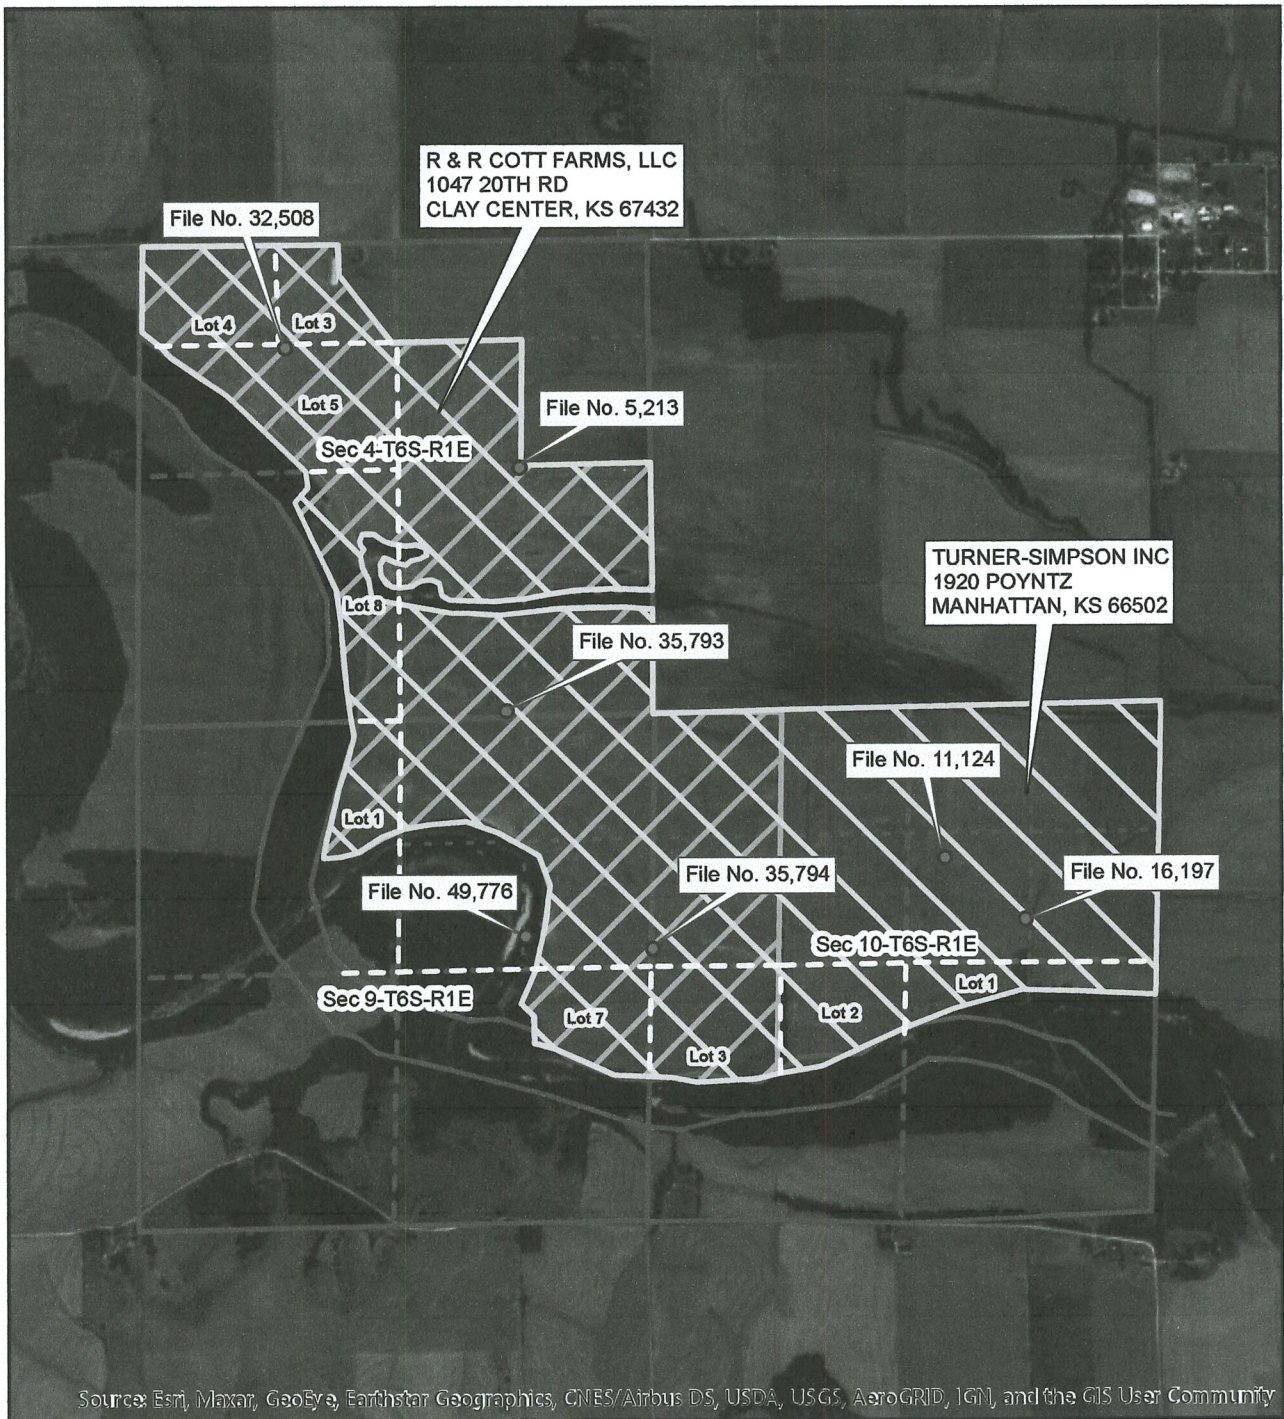 R & R COTT FARMS, LLC
1047 20TH RD
CLAY CENTER, KS 67432
File No. 32,508
Lot 4
Lot 3
Lot 5
File No. 5,213
Sec 4-T6S-R1E
TURNER-SIMPSON INC
1920 POYNTZ
MANHATTAN, KS 66502
Lot 8
File No. 35,793
File No. 11,124
Lot 1
File No. 49,776
File No. 35,794
File No. 16,197
Sec 10-T6S-R1E
Sec 9-T6S-R1E
Lot 7
Lot 3
Lot 2
Lot 1
Source: Esri, Maxar, GeoEye, Earthstar Geographics, CNES/Airbus DS, USDA, USGS, AeroGRID, IGN, and the GIS User Community